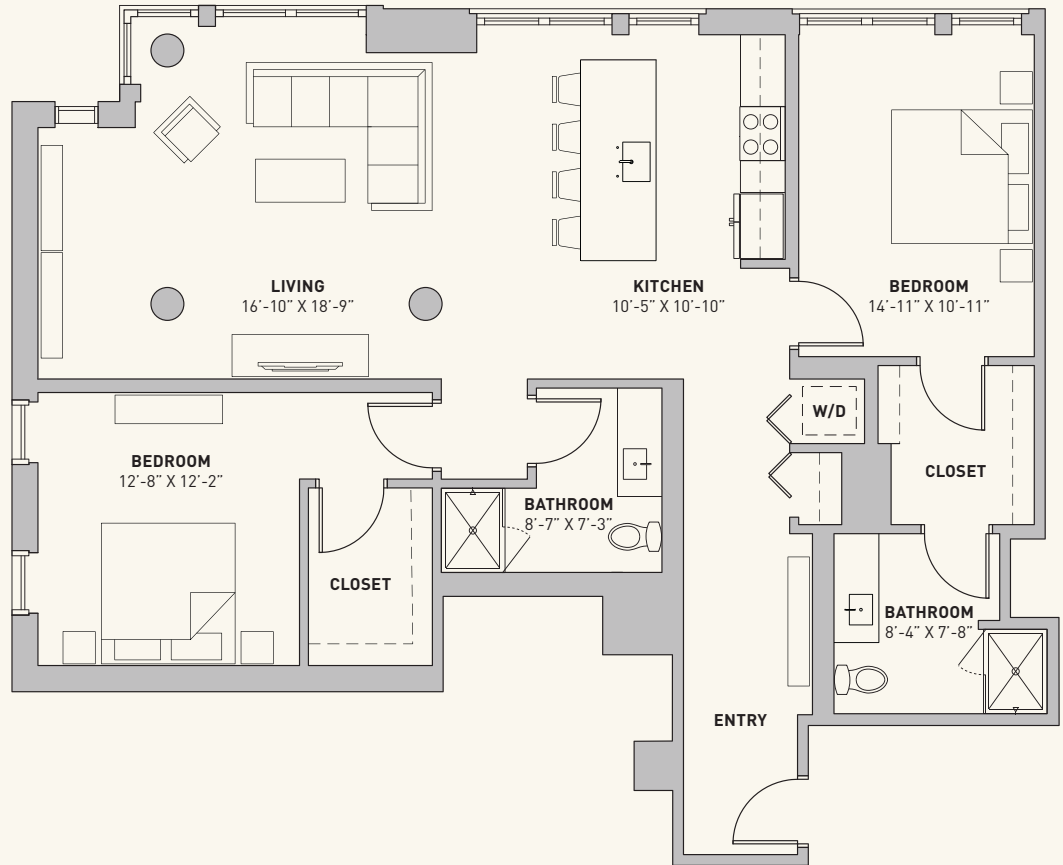 LIVING
16'-10" X 18'-9"
KITCHEN
10'-5" X 10'-10"
BEDROOM
14'-11" X 10'-11"
W/D
BEDROOM
12'-8" X 12'-2"
CLOSET
BATHROOM
8'-7" X 7'-3"
CLOSET
BATHROOM
8'-4" X 7'-8"
ENTRY